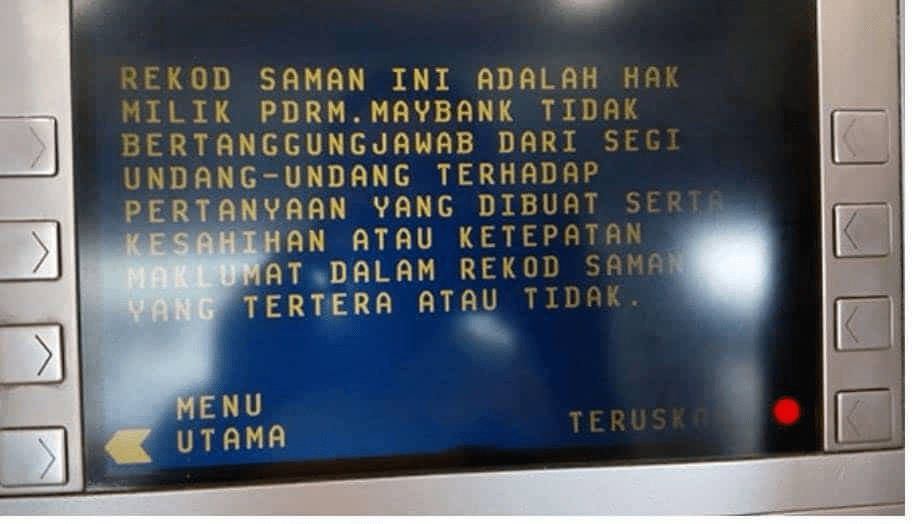 REKOD SAMAN INI ADALAH HAK
MILIK PDRM.MAYBANK TIDAK
BERTANGGUNGJAWAB DARI SEGI
UNDANG-UNDANG TERHADAP
PERTANYAAN YANG DIBUAT SERTA
KESAHIHAN ATAU KETEPATAN
MAKLUMAT DALAM REKOD SAMAN
YANG TERTERA ATAU TIDAK.
MENU
UTAMA